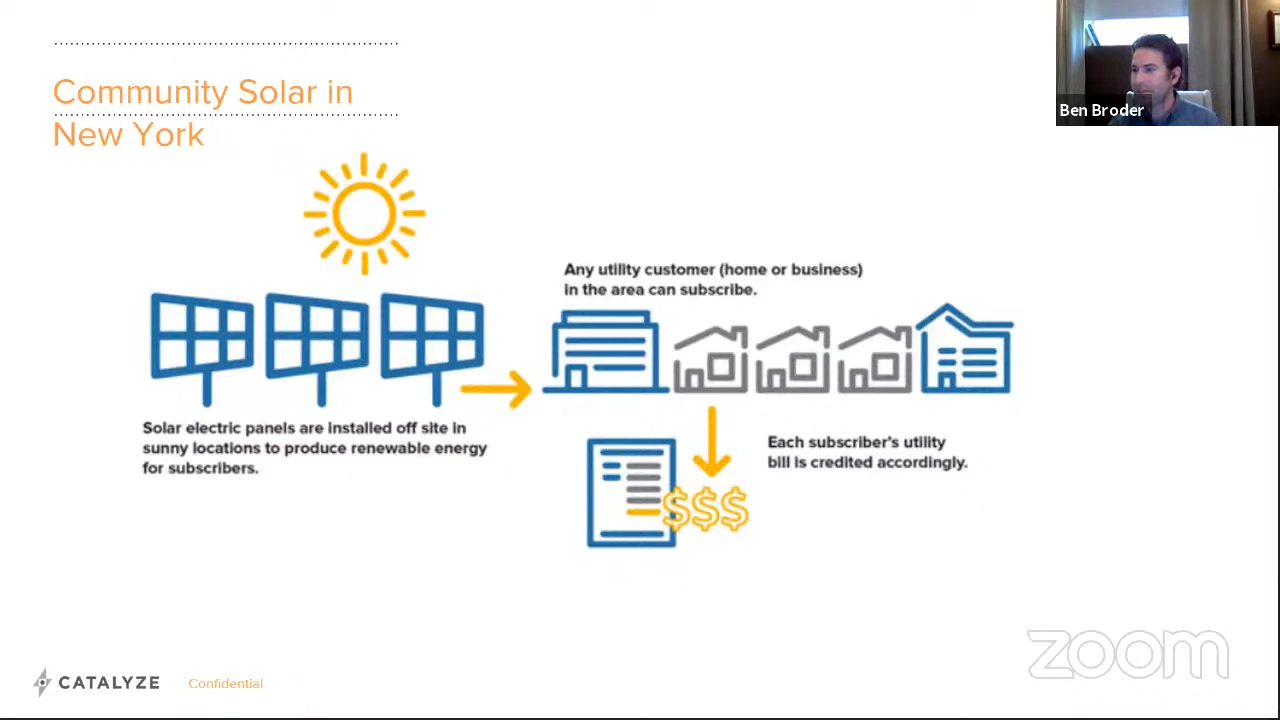 Community Solar in
New York
Ben Broder
Any utility customer (home or business)
in the area can subscribe.
Solar electric panels are installed off site in
sunny locations to produce renewable energy
for subscribers.
Each subscriber's utility
bill is credited accordingly.
$$$
CATALYZE
Confidential
zoom